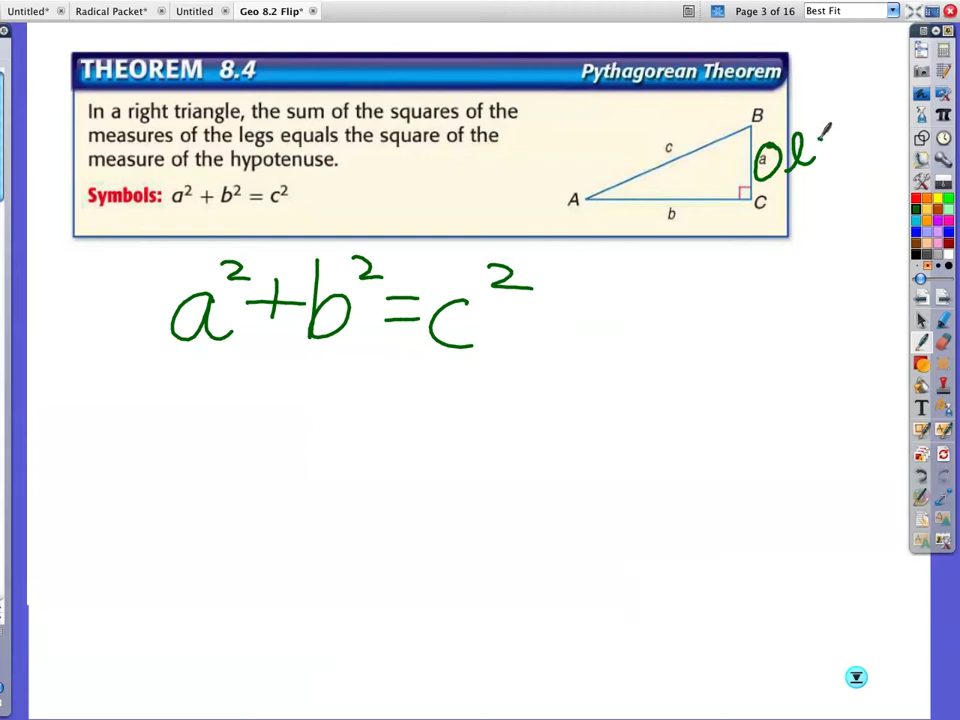 Untitled* Radical Packet* Untitled Geo 8.2 Flip* Page 3 of 16 Best Fit
THEOREM 8.4 Pythagorean Theorem
In a right triangle, the sum of the squares of the
measures of the legs equals the square of the
measure of the hypotenuse.
Symbols: a² + b² = c²
B
c
a
A
b
C
a² + b² = c²
T